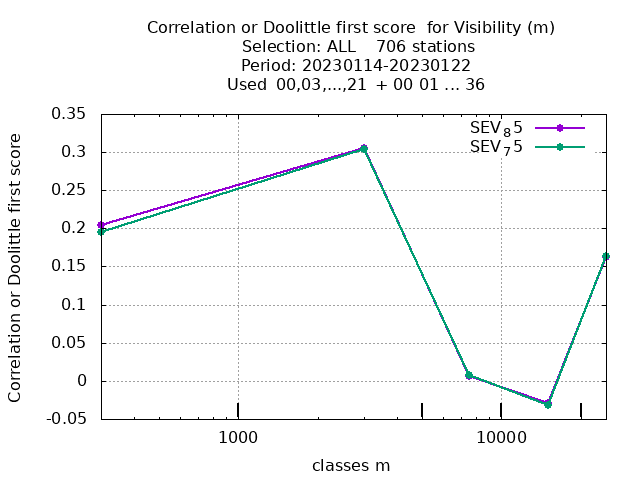 Correlation or Doolittle first score  for Visibility (m)
Selection: ALL    706 stations
Period: 20230114-20230122
Used  00,03,...,21  + 00 01 ... 36
Correlation or Doolittle first score
0.35
0.3
0.25
0.2
0.15
0.1
0.05
0
-0.05
SEV₈5
SEV₇5
1000
10000
classes m